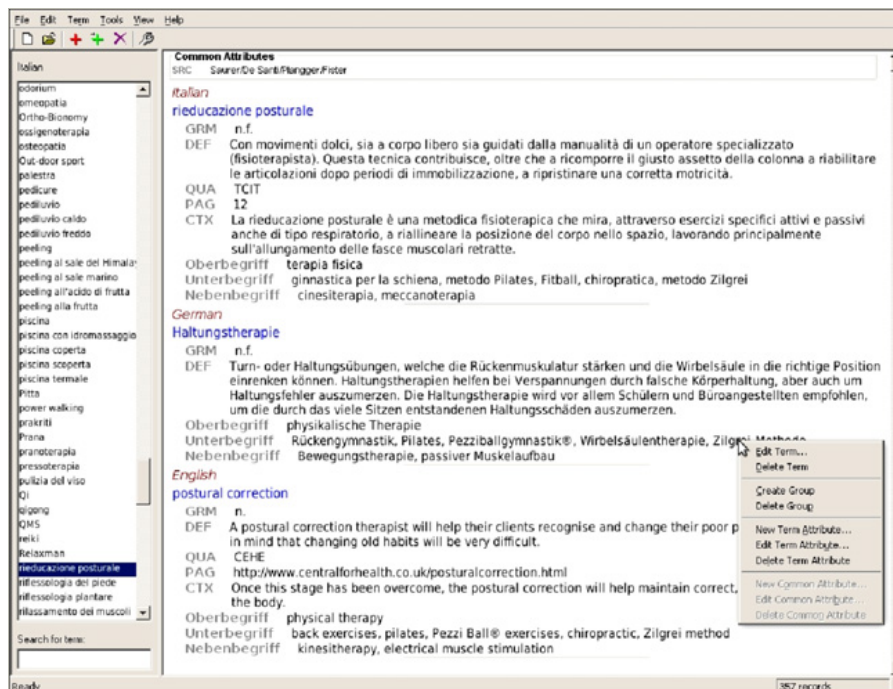 File Edit Term Tools View Help
Italian
odorium
omeopatia
Ortho-Bionomy
ossigenoterapia
osteopatia
Out-door sport
palestra
pedicure
pediluvio
pediluvio caldo
pediluvio freddo
peeling
peeling al sale del Himala
peeling al sale marino
peeling all'acido di frutta
peeling alla frutta
piscina
piscina con idromassaggio
piscina coperta
piscina scoperta
piscina termale
Pitta
power walking
prakriti
Prana
pranoterapia
pressoterapia
pulizia del viso
Qi
qigong
QMS
reiki
Relaxman
rieducazione posturale
riflessologia del piede
riflessologia plantare
rilassamento dei muscoli
Search for term:
Ready
Common Attributes
SRC Saurer/De Santi/Plangger/Fister
Italian
rieducazione posturale
GRM n.f.
DEF Con movimenti dolci, sia a corpo libero sia guidati dalla manualità di un operatore specializzato
(fisioterapista). Questa tecnica contribuisce, oltre che a ricomporre il giusto assetto della colonna a riabilitare
le articolazioni dopo periodi di immobilizzazione, a ripristinare una corretta motricità.
QUA TCIT
PAG 12
CTX La rieducazione posturale è una metodica fisioterapica che mira, attraverso esercizi specifici attivi e passivi
anche di tipo respiratorio, a riallineare la posizione del corpo nello spazio, lavorando principalmente
sull'allungamento delle fasce muscolari retratte.
Oberbegriff terapia fisica
Unterbegriff ginnastica per la schiena, metodo Pilates, Fitball, chiropratica, metodo Zilgrei
Nebenbegriff cinesiterapia, meccanoterapia
German
Haltungstherapie
GRM n.f.
DEF Turn- oder Haltungsübungen, welche die Rückenmuskulatur stärken und die Wirbelsäule in die richtige Position
einrenken können. Haltungstherapien helfen bei Verspannungen durch falsche Körperhaltung, aber auch um
Haltungsfehler auszumerzen. Die Haltungstherapie wird vor allem Schülern und Büroangestellten empfohlen,
um die durch das viele Sitzen entstandenen Haltungsschäden auszumerzen.
Oberbegriff physikalische Therapie
Unterbegriff Rückengymnastik, Pilates, Pezziballgymnastik®, Wirbelsäulentherapie, Zilgrei Methode
Nebenbegriff Bewegungstherapie, passiver Muskelaufbau
English
postural correction
GRM n.
DEF A postural correction therapist will help their clients recognise and change their poor p
in mind that changing old habits will be very difficult.
QUA CEHE
PAG http://www.centralforhealth.co.uk/posturalcorrection.html
CTX Once this stage has been overcome, the postural correction will help maintain correct,
the body.
Oberbegriff physical therapy
Unterbegriff back exercises, pilates, Pezzi Ball® exercises, chiropractic, Zilgrei method
Nebenbegriff kinesitherapy, electrical muscle stimulation
Edit Term...
Delete Term
Create Group
Delete Group
New Term Attribute...
Edit Term Attribute...
Delete Term Attribute
New Common Attribute...
Edit Common Attribute...
Delete Common Attribute
357 records